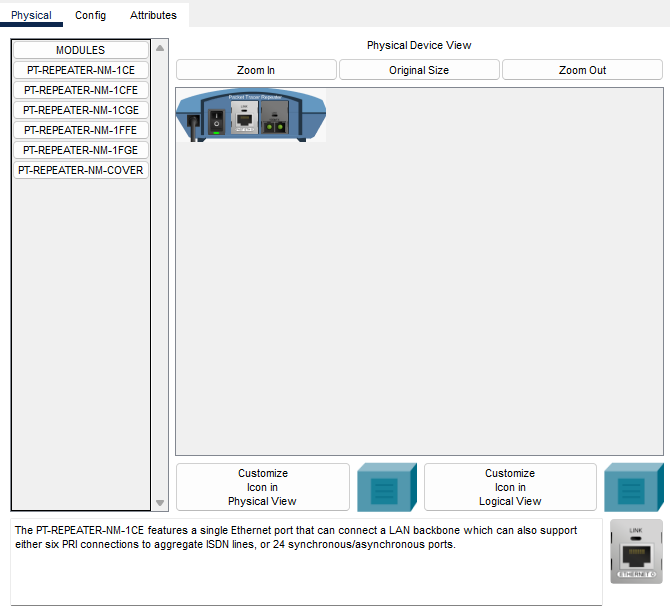 Physical
Config
Attributes
MODULES
PT-REPEATER-NM-1CE
PT-REPEATER-NM-1CFE
PT-REPEATER-NM-1CGE
PT-REPEATER-NM-1FFE
PT-REPEATER-NM-1FGE
PT-REPEATER-NM-COVER
Physical Device View
Zoom In
Original Size
Zoom Out
Packet Tracer Repeater
LINK
Customize
Icon in
Physical View
Customize
Icon in
Logical View
The PT-REPEATER-NM-1CE features a single Ethernet port that can connect a LAN backbone which can also support
either six PRI connections to aggregate ISDN lines, or 24 synchronous/asynchronous ports.
LINK
ETHERNET 0